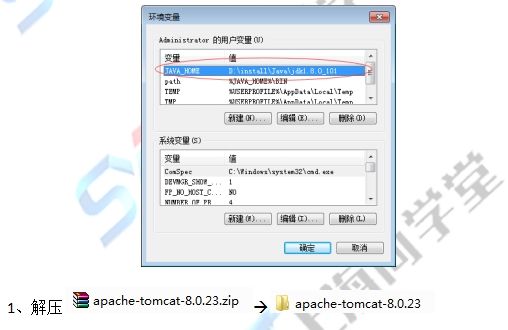 环境变量
Administrator 的用户变量(U)
变量 值
JAVA_HOME D:\install\Java\jdk1.8.0_101
path %JAVA_HOME%\BIN
TEMP %USERPROFILE%\AppData\Local\Temp
TMP %USERPROFILE%\AppData\Local\Temp
新建(N)... 编辑(E)... 删除(D)
系统变量(S)
变量 值
ComSpec C:\Windows\system32\cmd.exe
DEVMGR_SHOW_... 1
FP_NO_HOST_C... NO
NUMBER_OF_PR... 4
新建(W)... 编辑(I)... 删除(L)
确定 取消
1、解压 apache-tomcat-8.0.23.zip → apache-tomcat-8.0.23